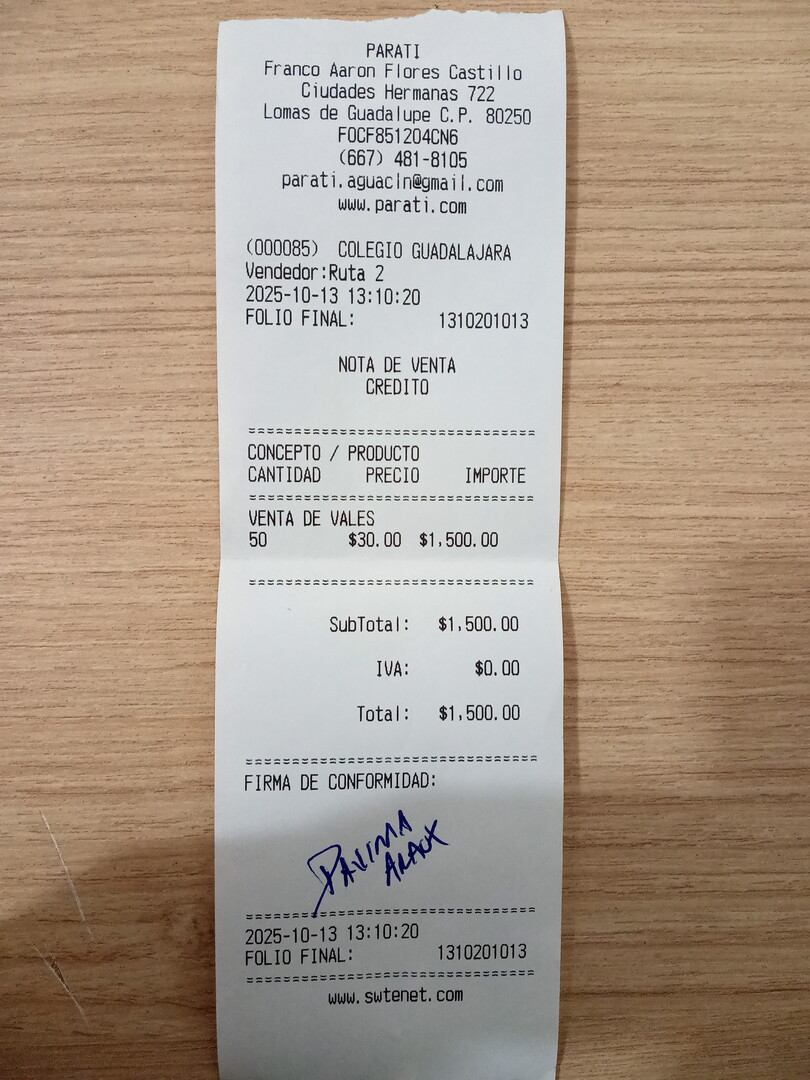 PARATI
Franco Aaron Flores Castillo
Ciudades Hermanas 722
Lomas de Guadalupe C.P. 80250
FOCF851204CN6
(667) 481-8105
parati.aguacln@gmail.com
www.parati.com
(000085) COLEGIO GUADALAJARA
Vendedor:Ruta 2
2025-10-13 13:10:20
FOLIO FINAL: 1310201013
NOTA DE VENTA
CREDITO
CONCEPTO / PRODUCTO
CANTIDAD PRECIO IMPORTE
VENTA DE VALES
50 $30.00 $1,500.00
SubTotal: $1,500.00
IVA: $0.00
Total: $1,500.00
FIRMA DE CONFORMIDAD:
2025-10-13 13:10:20
FOLIO FINAL: 1310201013
www.swtenet.com